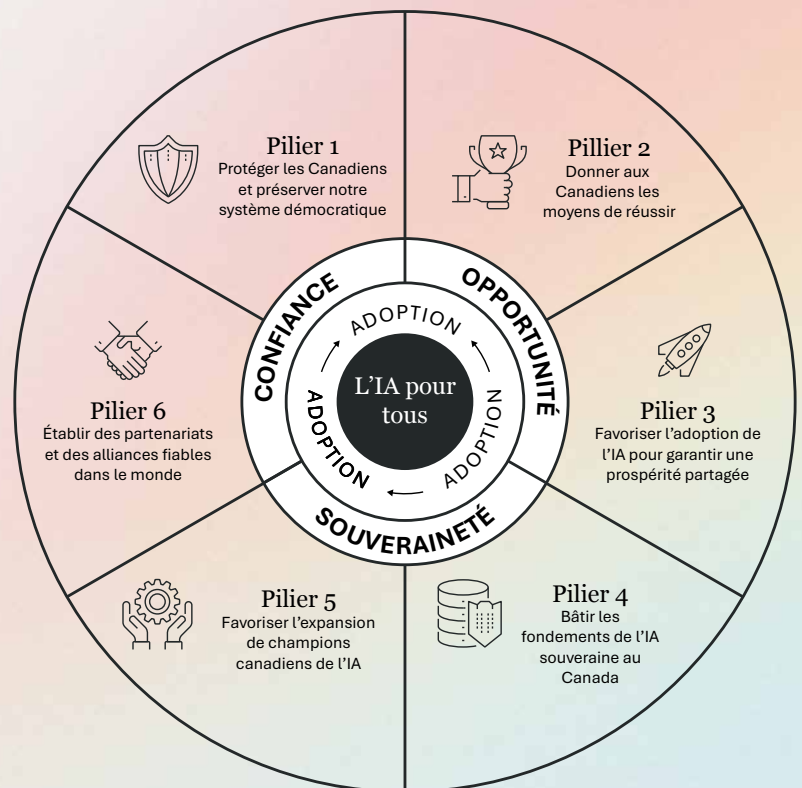 Pilier 1
Protéger les Canadiens
et préserver notre
système démocratique
Pillier 2
Donner aux
Canadiens les
moyens de réussir
Pilier 3
Favoriser l’adoption de
l’IA pour garantir une
prospérité partagée
Pilier 4
Bâtir les
fondements de l’IA
souveraine au
Canada
Pilier 5
Favoriser l’expansion
de champions
canadiens de l’IA
Pilier 6
Établir des partenariats
et des alliances fiables
dans le monde
CONFIANCE
OPPORTUNITÉ
SOUVERAINETÉ
ADOPTION
ADOPTION
ADOPTION
L’IA pour
tous